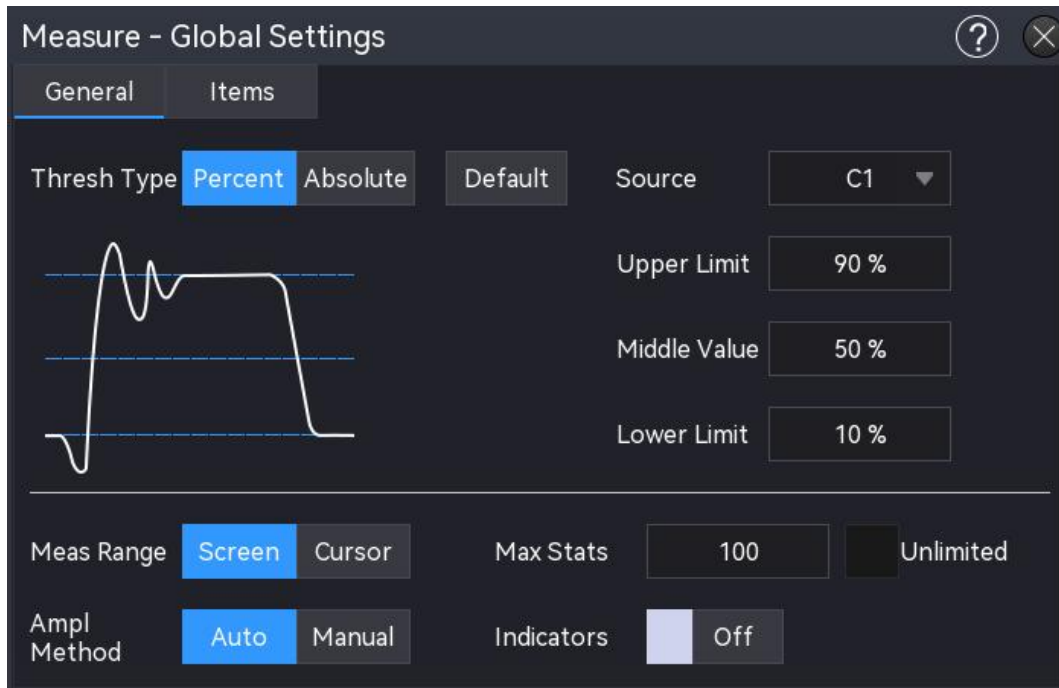 Measure - Global Settings
?
General Items
Thresh Type Percent Absolute Default Source C1
Upper Limit 90 %
Middle Value 50 %
Lower Limit 10 %
Meas Range Screen Cursor Max Stats 100 Unlimited
Ampl
Method Auto Manual Indicators Off